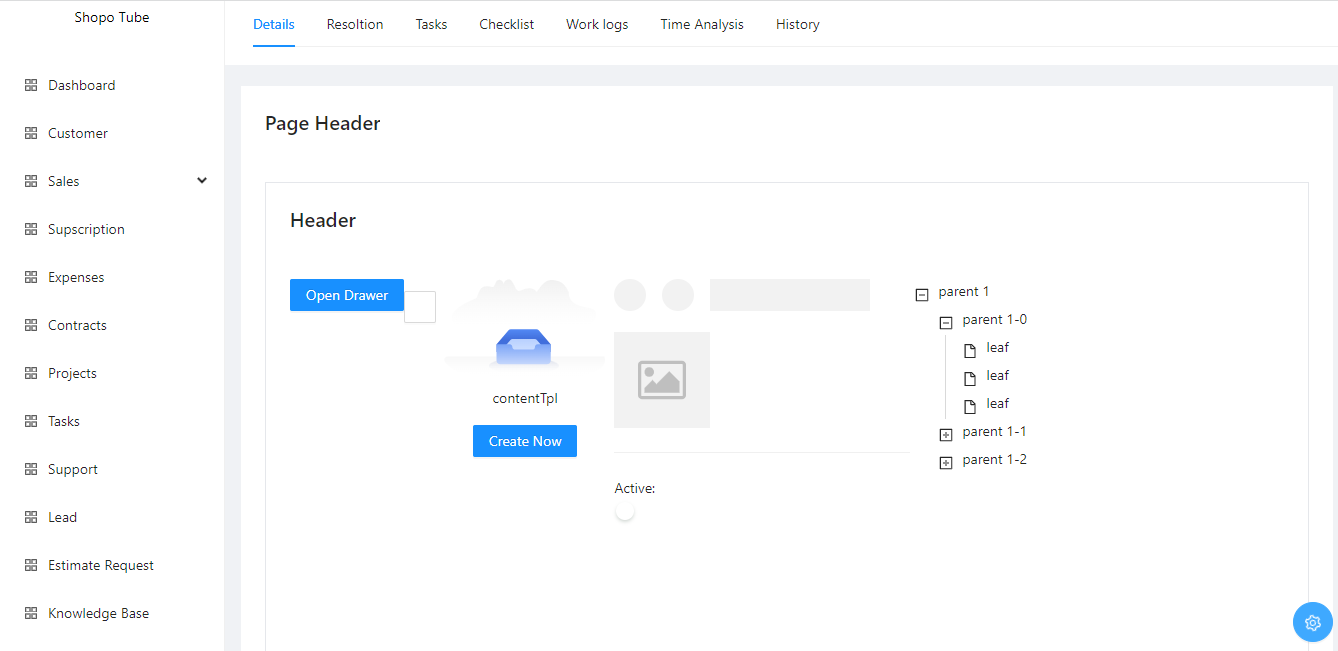 Shopo Tube
Dashboard
Customer
Sales
Supscription
Expenses
Contracts
Projects
Tasks
Support
Lead
Estimate Request
Knowledge Base
Details Resoltion Tasks Checklist Work logs Time Analysis History
Page Header
Header
Open Drawer
contentTpl
Create Now
Active:
parent 1
parent 1-0
leaf
leaf
leaf
parent 1-1
parent 1-2